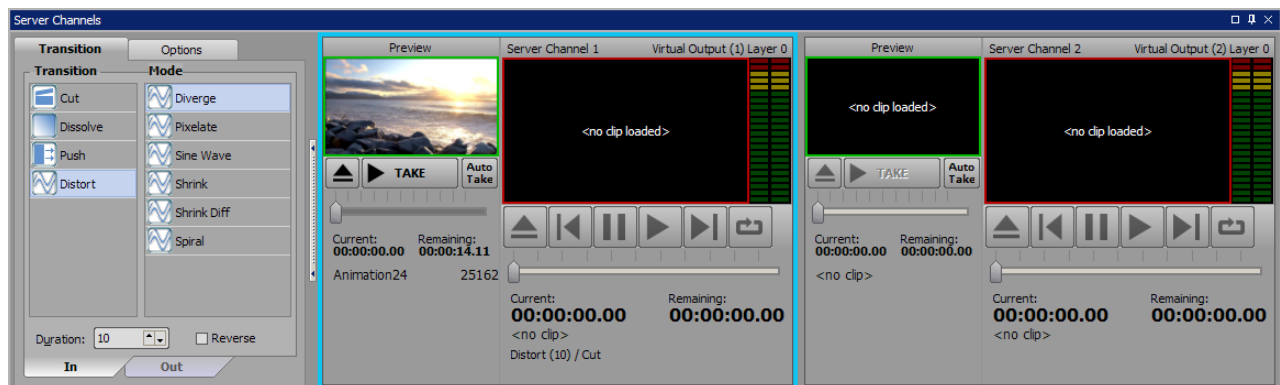 Server Channels
Transition Options
Transition Mode
Cut
Dissolve
Push
Distort
Diverge
Pixelate
Sine Wave
Shrink
Shrink Diff
Spiral
Duration: 10 Reverse
In Out
Preview Server Channel 1 Virtual Output (1) Layer 0
<no clip loaded>
TAKE Auto Take
Current: Remaining:
00:00:00.00 00:00:14.11
Animation24 25162
Current: Remaining:
00:00:00.00 00:00:00.00
<no clip>
Distort (10) / Cut
Preview Server Channel 2 Virtual Output (2) Layer 0
<no clip loaded>
<no clip loaded>
TAKE Auto Take
Current: Remaining:
00:00:00.00 00:00:00.00
<no clip>
Current: Remaining:
00:00:00.00 00:00:00.00
<no clip>